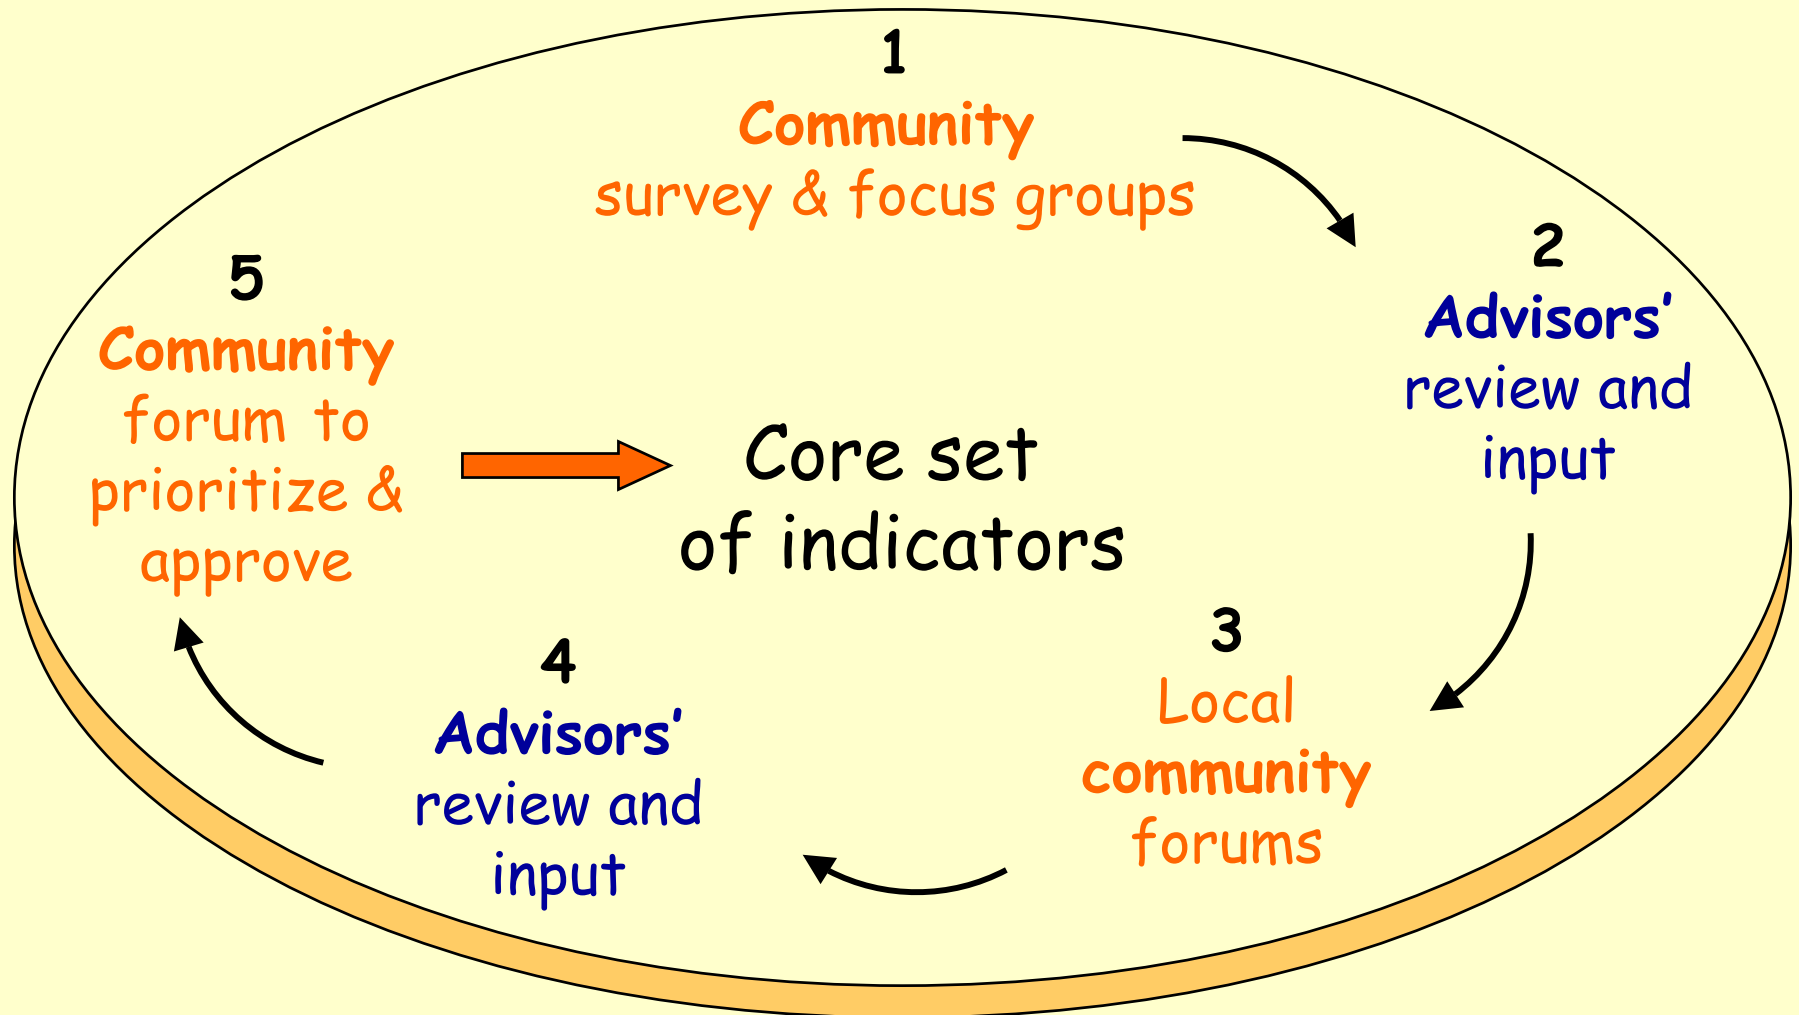 1
Community
survey & focus groups
2
Advisors’
review and
input
3
Local
community
forums
4
Advisors’
review and
input
5
Community
forum to
prioritize &
approve
Core set
of indicators